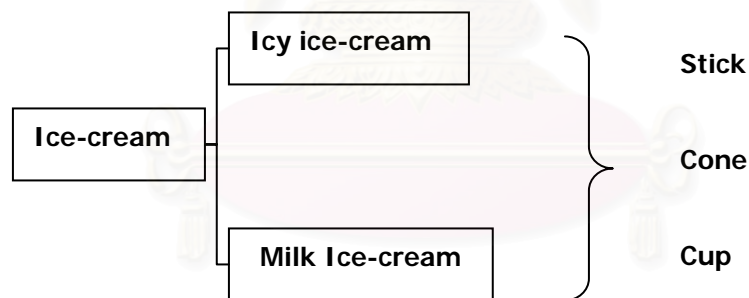 Icy ice-cream
Stick
Ice-cream
Cone
Milk Ice-cream
Cup